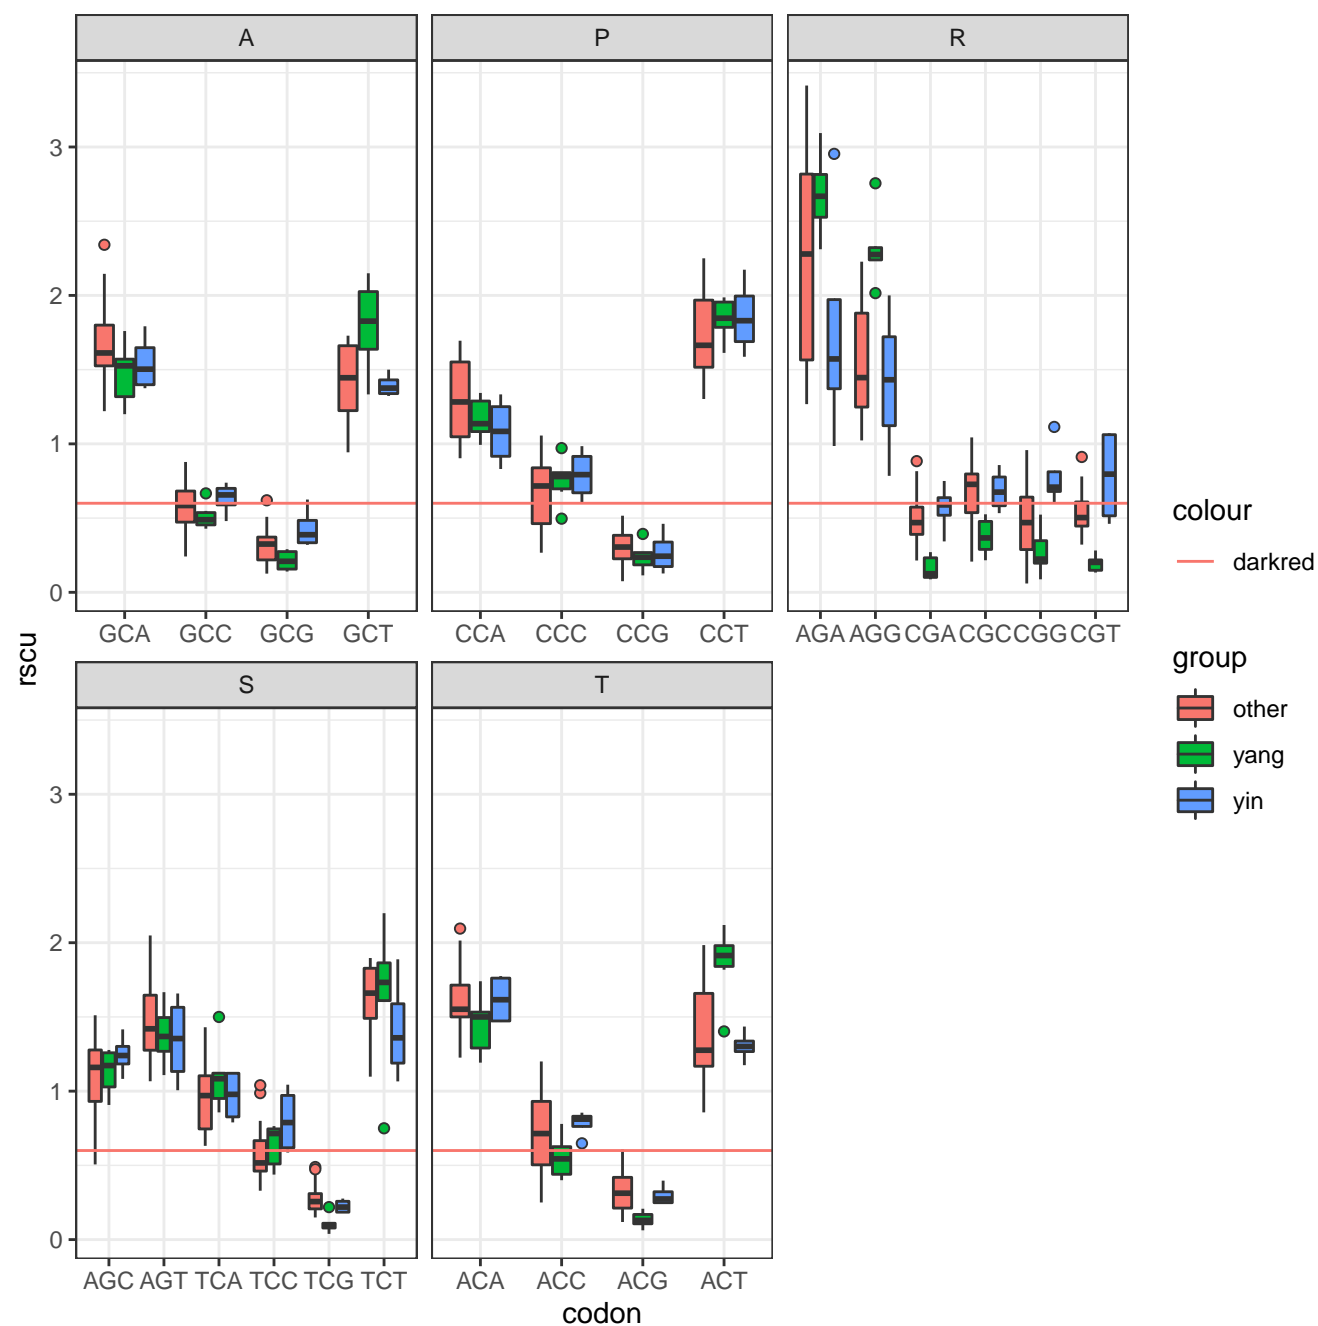 A P R
3
2
1
0
GCA GCC GCG GCT CCA CCC CCG CCT AGA AGG CGA CGC CGG CGT
rscu
S T
3
2
1
0
AGC AGT TCA TCC TCG TCT ACA ACC ACG ACT
codon
colour
darkred
group
other
yang
yin